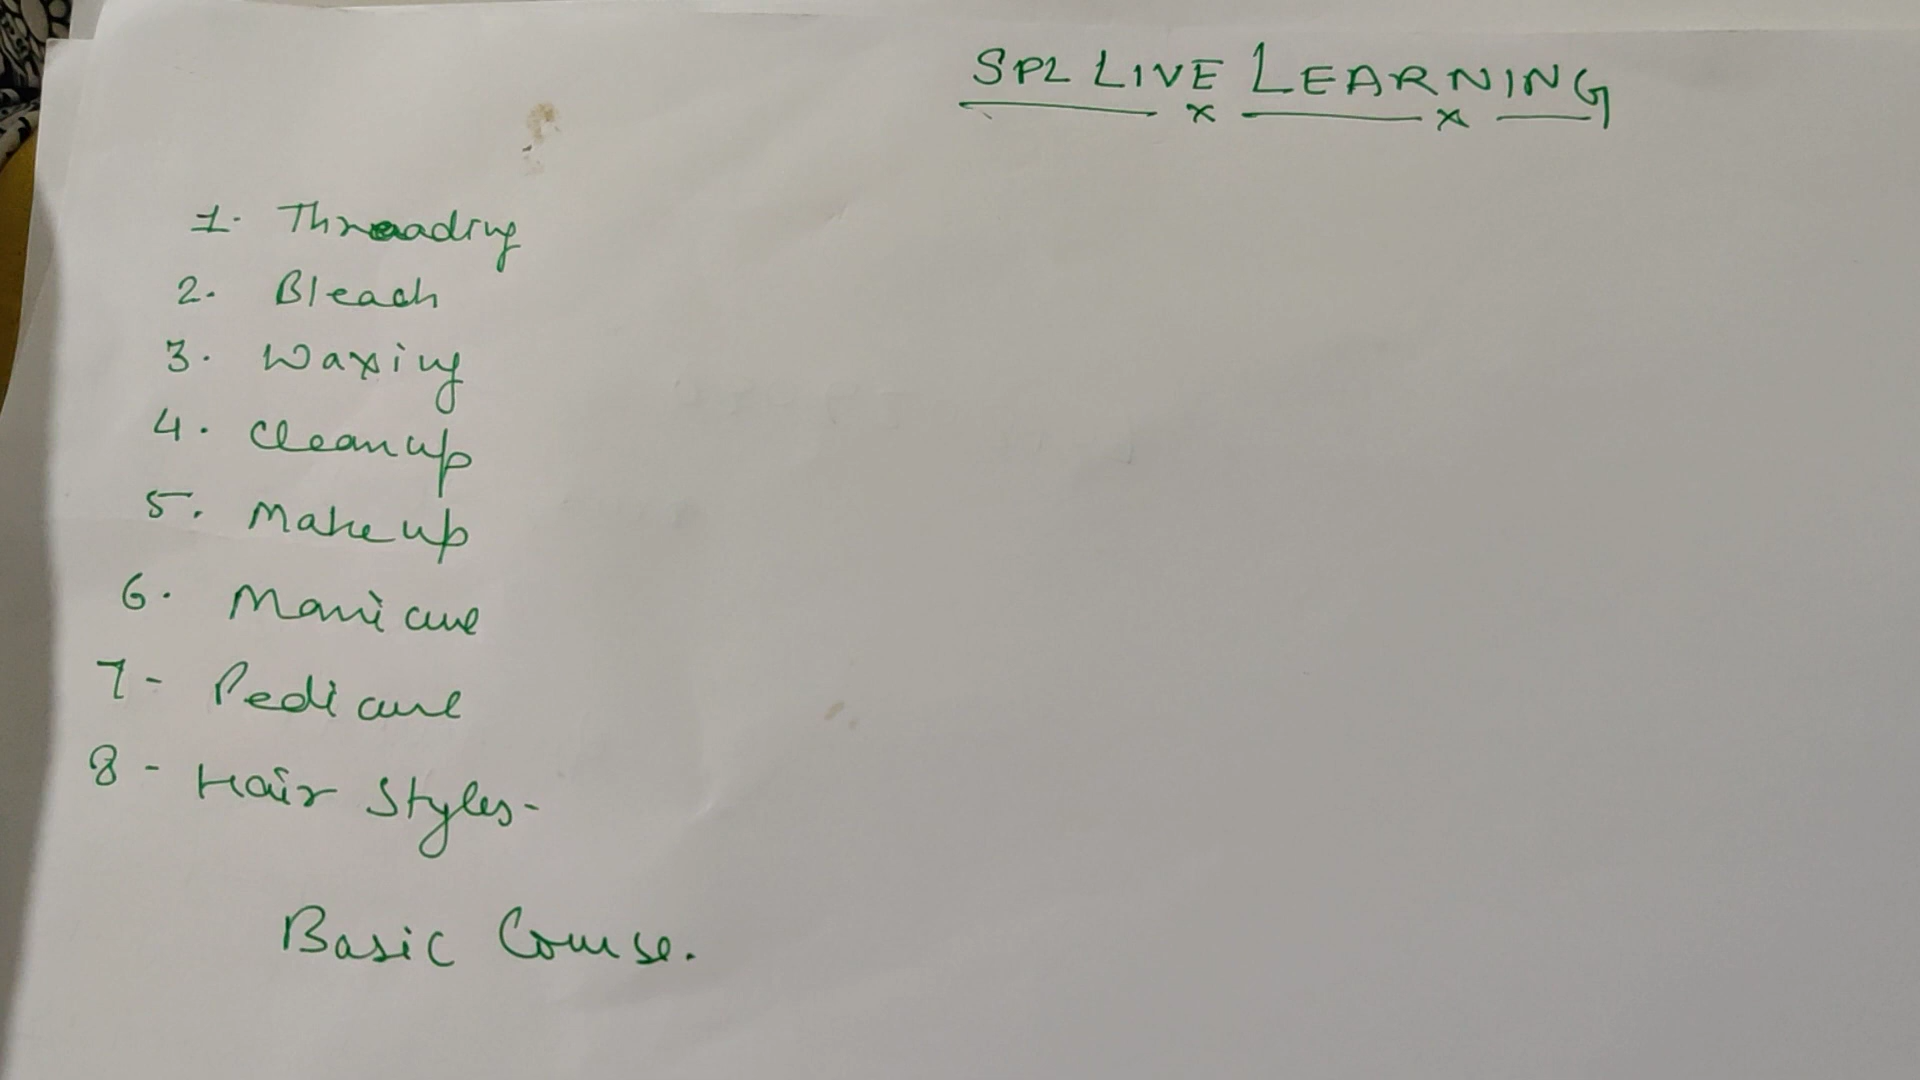 SPL LIVE LEARNING
1. Threading
2. Bleach
3. Waxing
4. Cleanup
5. Makeup
6. Manicure
7- Pedicure
8- Hair Styles-
Basic Course.